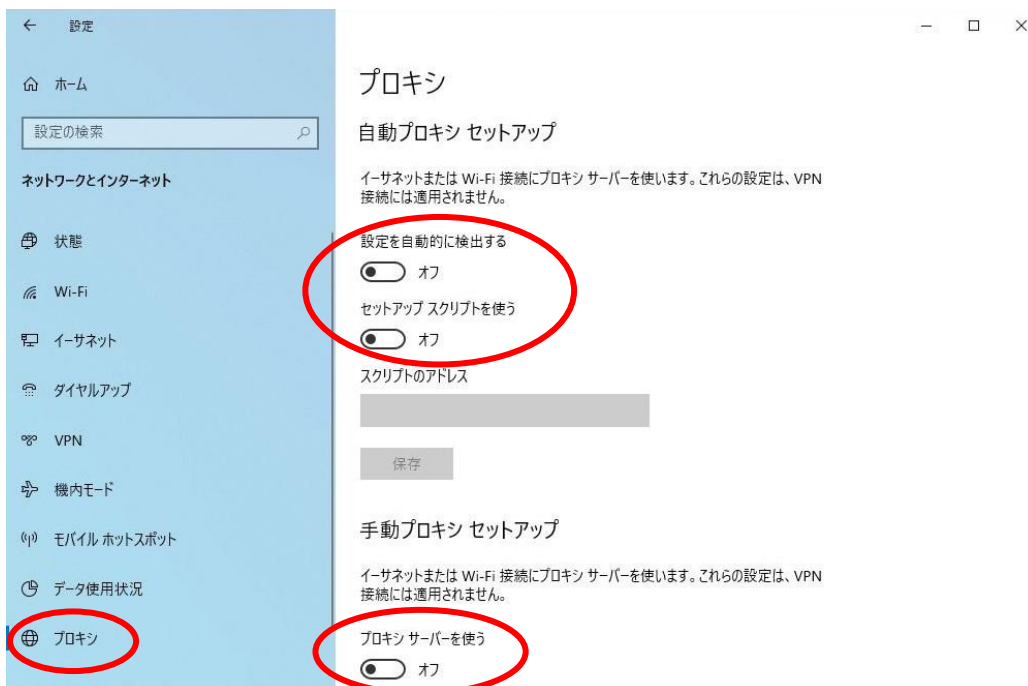 設定
ホーム
設定の検索
ネットワークとインターネット
状態
Wi-Fi
イーサネット
ダイヤルアップ
VPN
機内モード
モバイル ホットスポット
データ使用状況
プロキシ
プロキシ
自動プロキシ セットアップ
イーサネットまたは Wi-Fi 接続にプロキシ サーバーを使います。これらの設定は、VPN
接続には適用されません。
設定を自動的に検出する
オフ
セットアップ スクリプトを使う
オフ
スクリプトのアドレス
保存
手動プロキシ セットアップ
イーサネットまたは Wi-Fi 接続にプロキシ サーバーを使います。これらの設定は、VPN
接続には適用されません。
プロキシ サーバーを使う
オフ